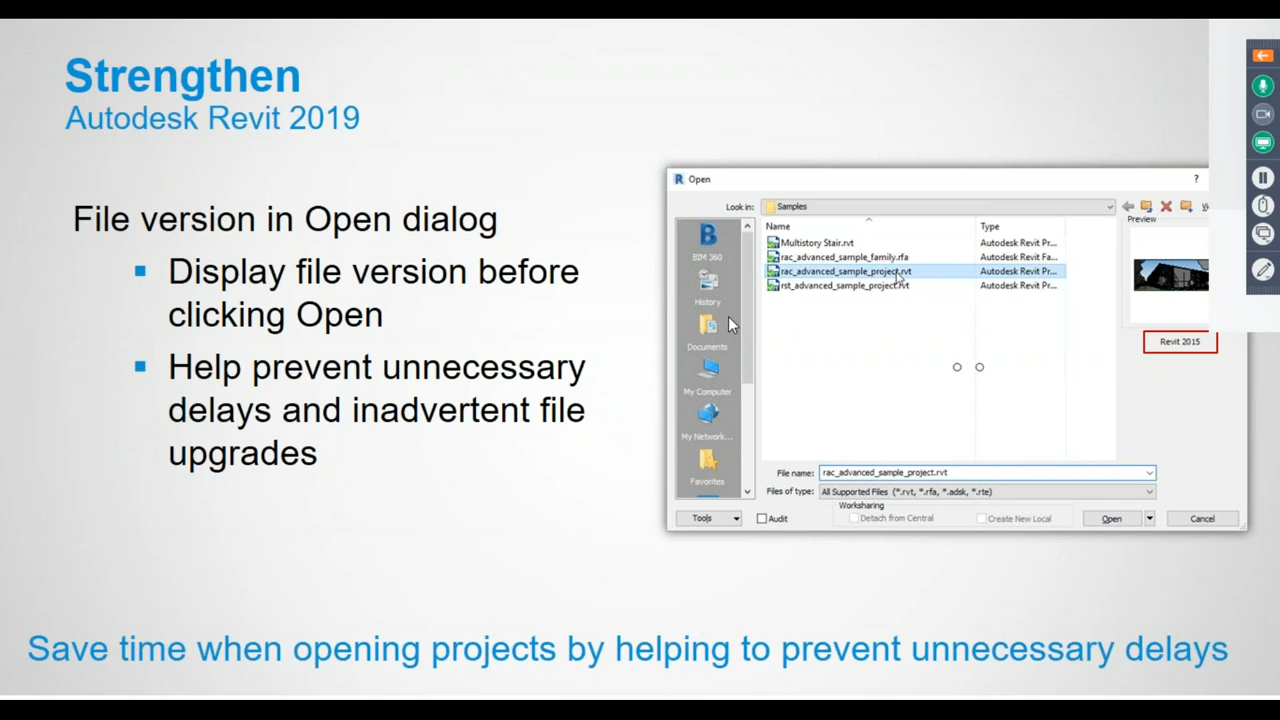 Strengthen
Autodesk Revit 2019
File version in Open dialog
Display file version before
clicking Open
Help prevent unnecessary
delays and inadvertent file
upgrades
Open
?
Look in:
Samples
Name
Type
Multistory Stair.rvt
Autodesk Revit Pr...
rac_advanced_sample_family.rfa
Autodesk Revit Fa...
rac_advanced_sample_project.rvt
Autodesk Revit Pr...
rst_advanced_sample_project.rvt
Autodesk Revit Pr...
BIM 360
History
Documents
My Computer
My Network...
Favorites
Preview
Revit 2015
File name:
rac_advanced_sample_project.rvt
Files of type:
All Supported Files (*.rvt, *.rfa, *.adsk, *.rte)
Tools
Audit
Worksharing
Detach from Central
Create New Local
Open
Cancel
Save time when opening projects by helping to prevent unnecessary delays